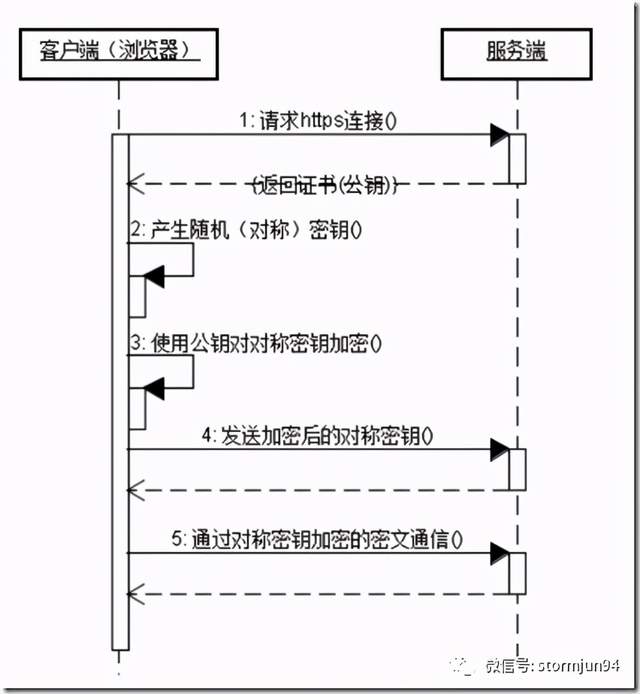 客户端（浏览器）
服务端
1: 请求https连接()
{返回证书(公钥)}
2: 产生随机（对称）密钥()
3: 使用公钥对对称密钥加密()
4: 发送加密后的对称密钥()
5: 通过对称密钥加密的密文通信()
微信号: stormjun94